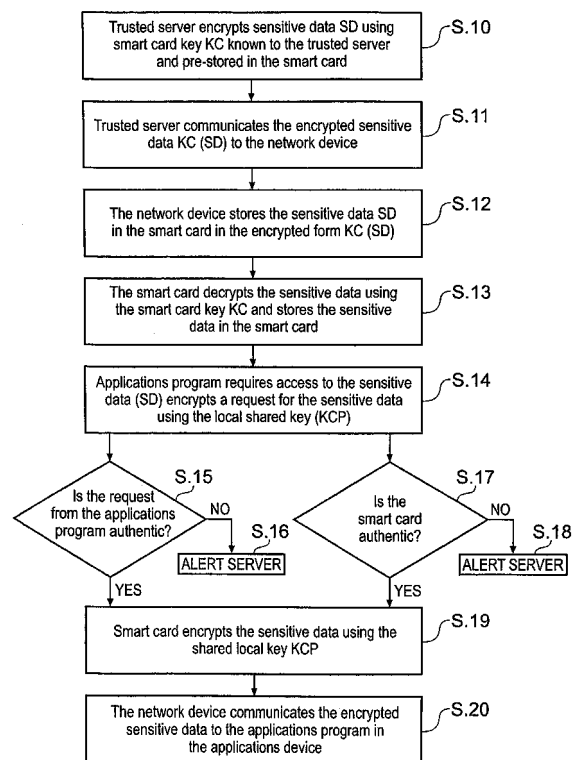 Trusted server encrypts sensitive data SD using
smart card key KC known to the trusted server
and pre-stored in the smart card
S.10
Trusted server communicates the encrypted sensitive
data KC (SD) to the network device
S.11
The network device stores the sensitive data SD
in the smart card in the encrypted form KC (SD)
S.12
The smart card decrypts the sensitive data using
the smart card key KC and stores the sensitive
data in the smart card
S.13
Applications program requires access to the sensitive
data (SD) encrypts a request for the sensitive data
using the local shared key (KCP)
S.14
Is the request
from the applications
program authentic?
S.15
NO
S.16
ALERT SERVER
YES
Is the
smart card
authentic?
S.17
NO
S.18
ALERT SERVER
YES
Smart card encrypts the sensitive data using the
shared local key KCP
S.19
The network device communicates the encrypted
sensitive data to the applications program in
the applications device
S.20